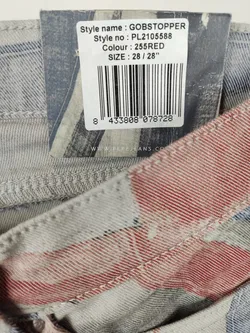 Style name : GOBSTOPPER
Style no : PL2105588
Colour : 255RED
SIZE : 28 / 28"
8 433808 078728